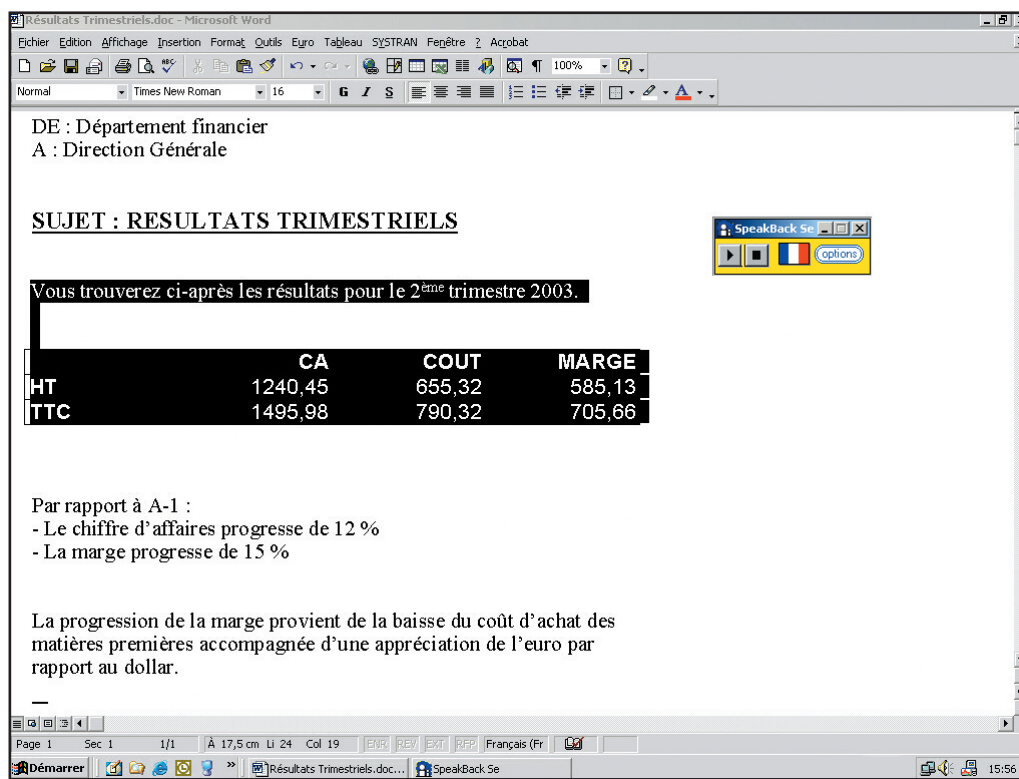 Résultats Trimestriels.doc - Microsoft Word
Fichier Edition Affichage Insertion Format Outils Euro Tableau SYSTRAN Fenêtre ? Acrobat
100%
Normal Times New Roman 16 G I S
DE : Département financier
A : Direction Générale
SUJET : RESULTATS TRIMESTRIELS
SpeakBack Se
options
Vous trouverez ci-après les résultats pour le 2ème trimestre 2003.
CA COUT MARGE
HT 1240,45 655,32 585,13
TTC 1495,98 790,32 705,66
Par rapport à A-1 :
- Le chiffre d’affaires progresse de 12 %
- La marge progresse de 15 %
La progression de la marge provient de la baisse du coût d’achat des
matières premières accompagnée d’une appréciation de l’euro par
rapport au dollar.
Page 1 Sec 1 1/1 À 17,5 cm Li 24 Col 19 ENR REV EXT RFP Français (Fr
Démarrer » Résultats Trimestriels.doc... SpeakBack Se 15:56